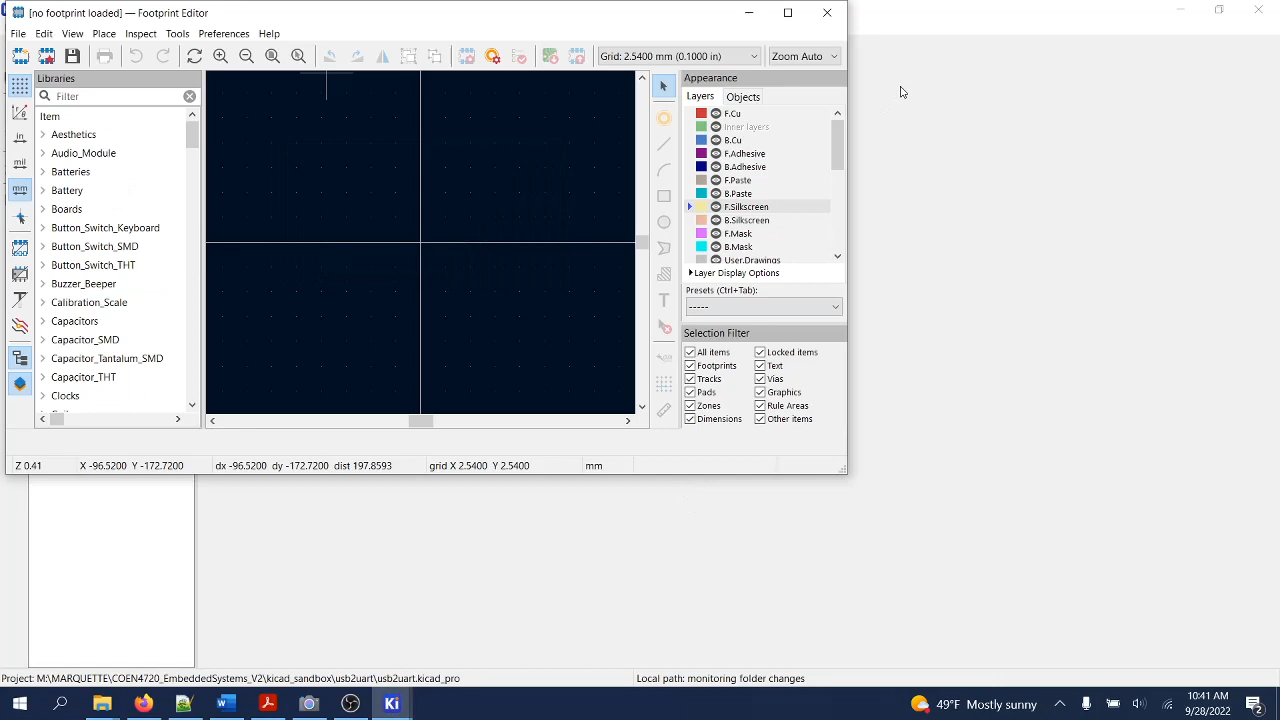 [no footprint loaded] — Footprint Editor
File Edit View Place Inspect Tools Preferences Help
Grid: 2.5400 mm (0.1000 in) Zoom Auto
Libraries
Filter
Item
Aesthetics
Audio_Module
Batteries
Battery
Boards
Button_Switch_Keyboard
Button_Switch_SMD
Button_Switch_THT
Buzzer_Beeper
Calibration_Scale
Capacitors
Capacitor_SMD
Capacitor_Tantalum_SMD
Capacitor_THT
Clocks
in
mil
mm
T
Appearance
Layers Objects
F.Cu
Inner layers
B.Cu
F.Adhesive
B.Adhesive
F.Paste
B.Paste
F.Silkscreen
B.Silkscreen
F.Mask
B.Mask
User.Drawings
Layer Display Options
Presets (Ctrl+Tab):
-----
Selection Filter
All items Locked items
Footprints Text
Tracks Vias
Pads Graphics
Zones Rule Areas
Dimensions Other items
Z 0.41 X -96.5200 Y -172.7200 dx -96.5200 dy -172.7200 dist 197.8593 grid X 2.5400 Y 2.5400 mm
Project: M:\MARQUETTE\COEN4720_EmbeddedSystems_V2\kicad_sandbox\usb2uart\usb2uart.kicad_pro Local path: monitoring folder changes
Ki 49°F Mostly sunny 10:41 AM
9/28/2022 2